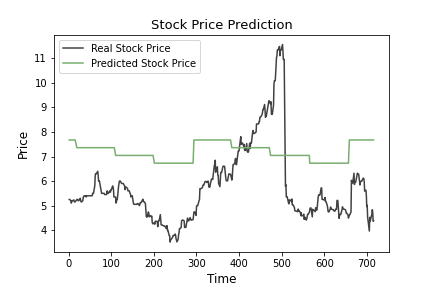 Stock Price Prediction
Real Stock Price
Predicted Stock Price
Price
11
10
9
8
7
6
5
4
0 100 200 300 400 500 600 700
Time